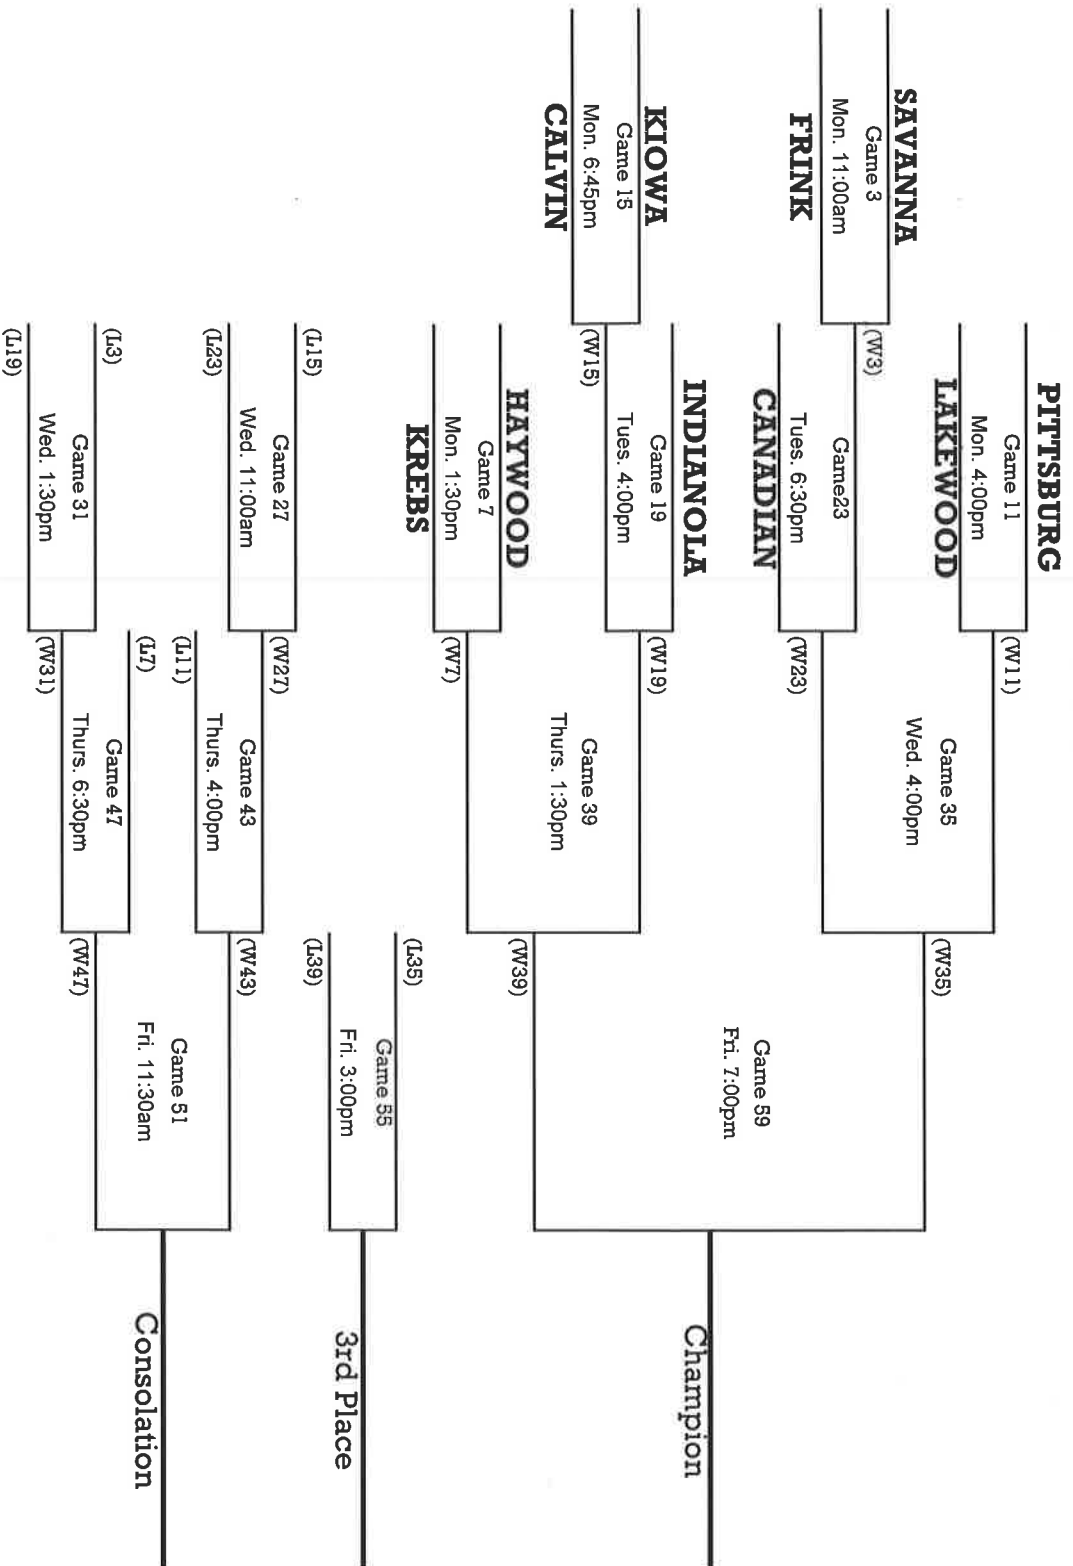 PITTSBURG
Game 11
Mon. 4:00pm
LAKEWOOD
(W11)
SAVANNA
Game 3
Mon. 11:00am
FRINK
(W3)
Game23
Tues. 6:30pm
CANADIAN
(W23)
Game 35
Wed. 4:00pm
(W35)
INDIANOLA
Game 19
Tues. 4:00pm
(W19)
KIOWA
Game 15
Mon. 6:45pm
CALVIN
(W15)
HAYWOOD
Game 7
Mon. 1:30pm
KREBS
(W7)
Game 39
Thurs. 1:30pm
(W39)
Game 59
Fri. 7:00pm
Champion
(L35)
Game 55
Fri. 3:00pm
(L39)
3rd Place
(L15)
Game 27
Wed. 11:00am
(L23)
(W27)
Game 43
Thurs. 4:00pm
(L11)
(W43)
(L3)
Game 31
Wed. 1:30pm
(L19)
(L7)
Game 47
Thurs. 6:30pm
(W31)
(W47)
Game 51
Fri. 11:30am
Consolation